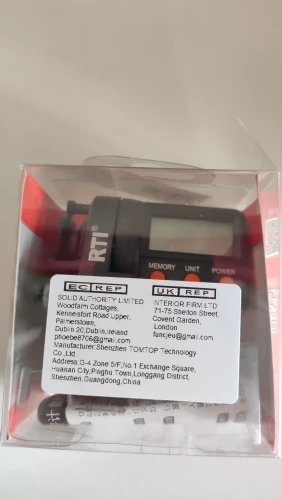 RTI
MEMORY UNIT POWER
EC REP
SOLID AUTHORITY LIMITED
Woodfarm Cottages,
Kennelsfort Road Upper,
Palmerstown,
Dublin 20,Dublin,Ireland
phoebe8706@gmail.com
UK REP
INTERIOR FIRM LTD
71-75 Shelton Street,
Covent Garden,
London
funcjeu@gmail.com
Manufacturer:Shenzhen TOMTOP Technology
Co.,Ltd.
Address:G-4 Zone 5/F,No.1 Exchange Square,
Huanan City,Pinghu Town,Longgang District,
Shenzhen,Guangdong,China
计